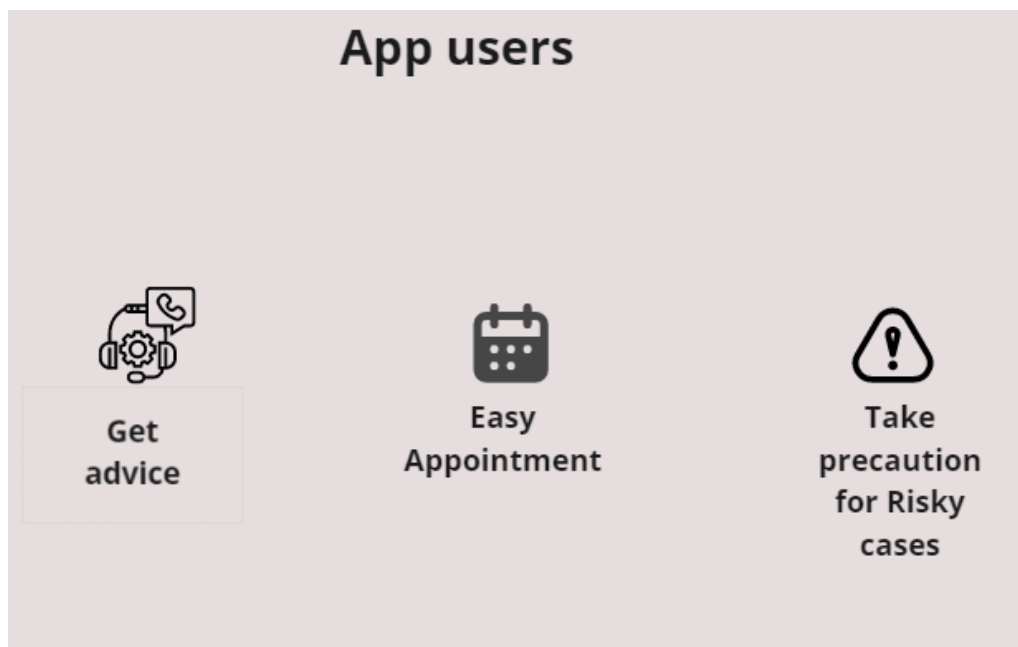 App users
Get
advice
Easy
Appointment
Take
precaution
for Risky
cases